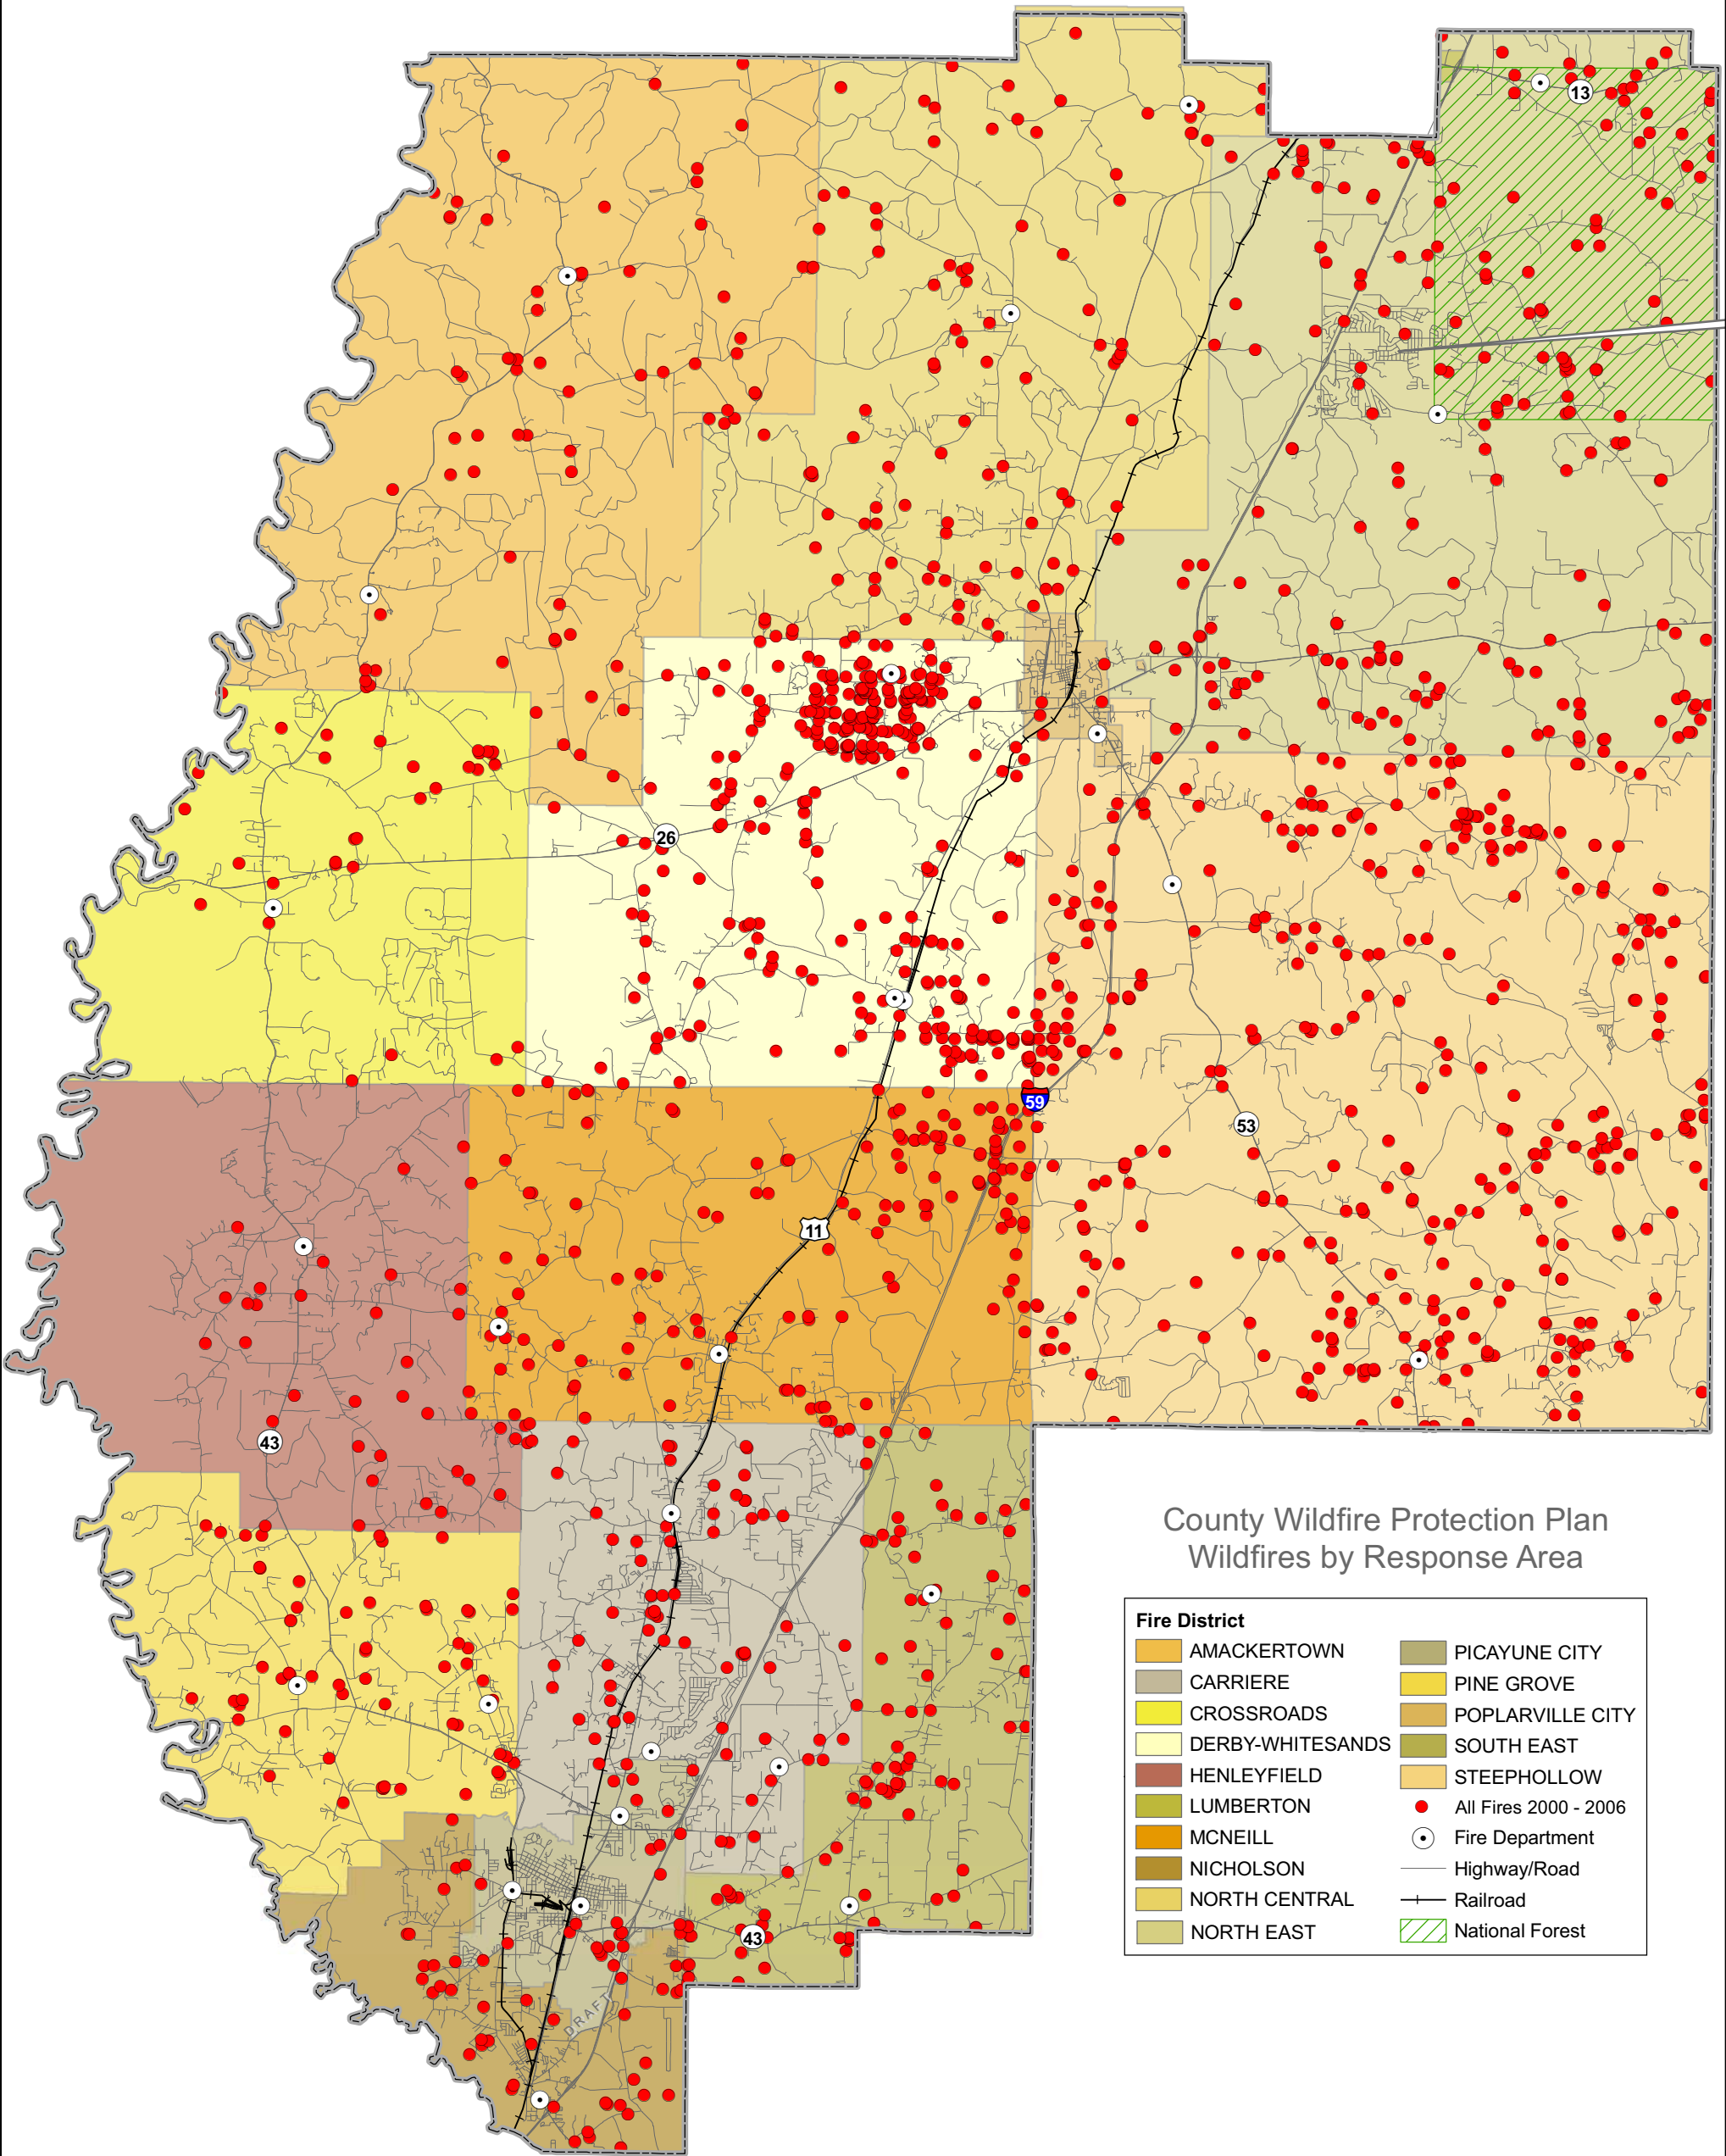 13
26
59
53
11
43
County Wildfire Protection Plan
Wildfires by Response Area
Fire District
AMACKERTOWN
CARRIERE
CROSSROADS
DERBY-WHITESANDS
HENLEYFIELD
LUMBERTON
MCNEILL
NICHOLSON
NORTH CENTRAL
NORTH EAST
PICAYUNE CITY
PINE GROVE
POPLARVILLE CITY
SOUTH EAST
STEEPHOLLOW
All Fires 2000 - 2006
Fire Department
Highway/Road
Railroad
National Forest
43
DRAFT